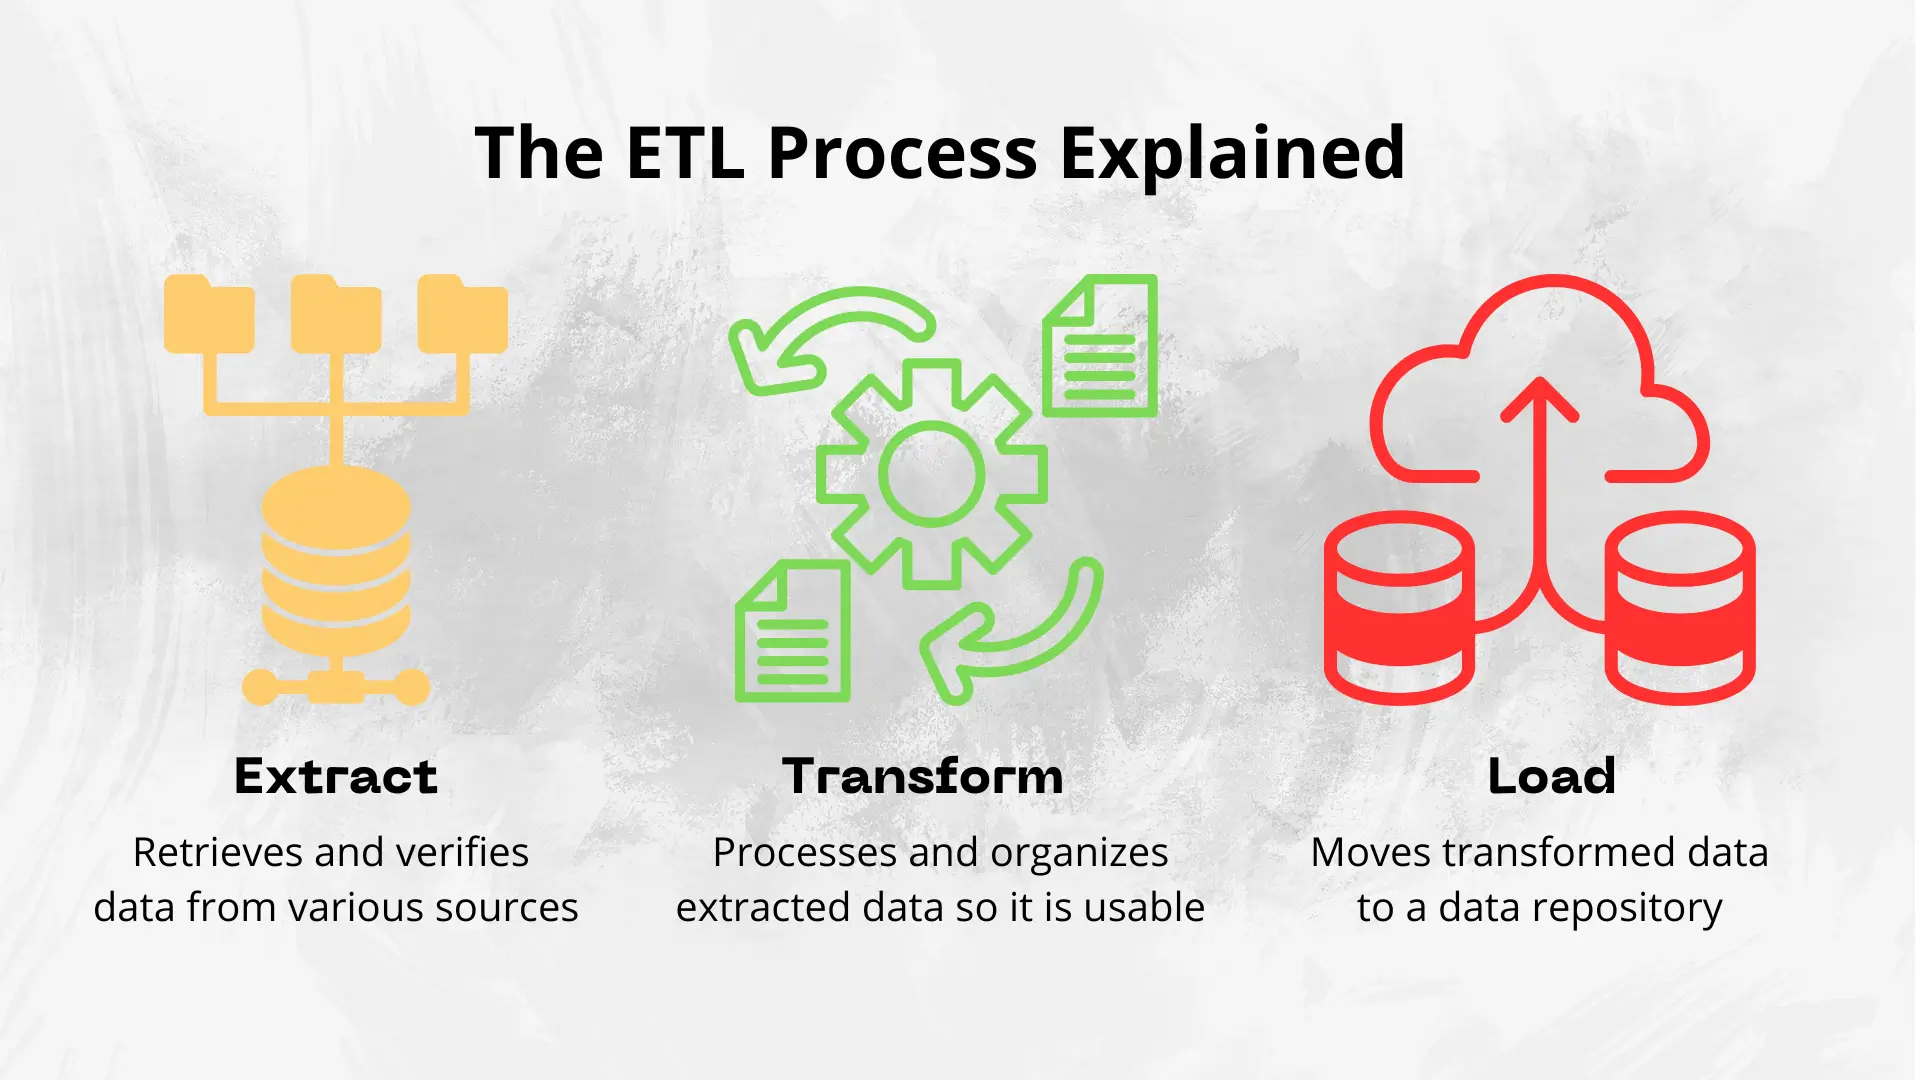 The ETL Process Explained
Extract
Retrieves and verifies
data from various sources
Transform
Processes and organizes
extracted data so it is usable
Load
Moves transformed data
to a data repository